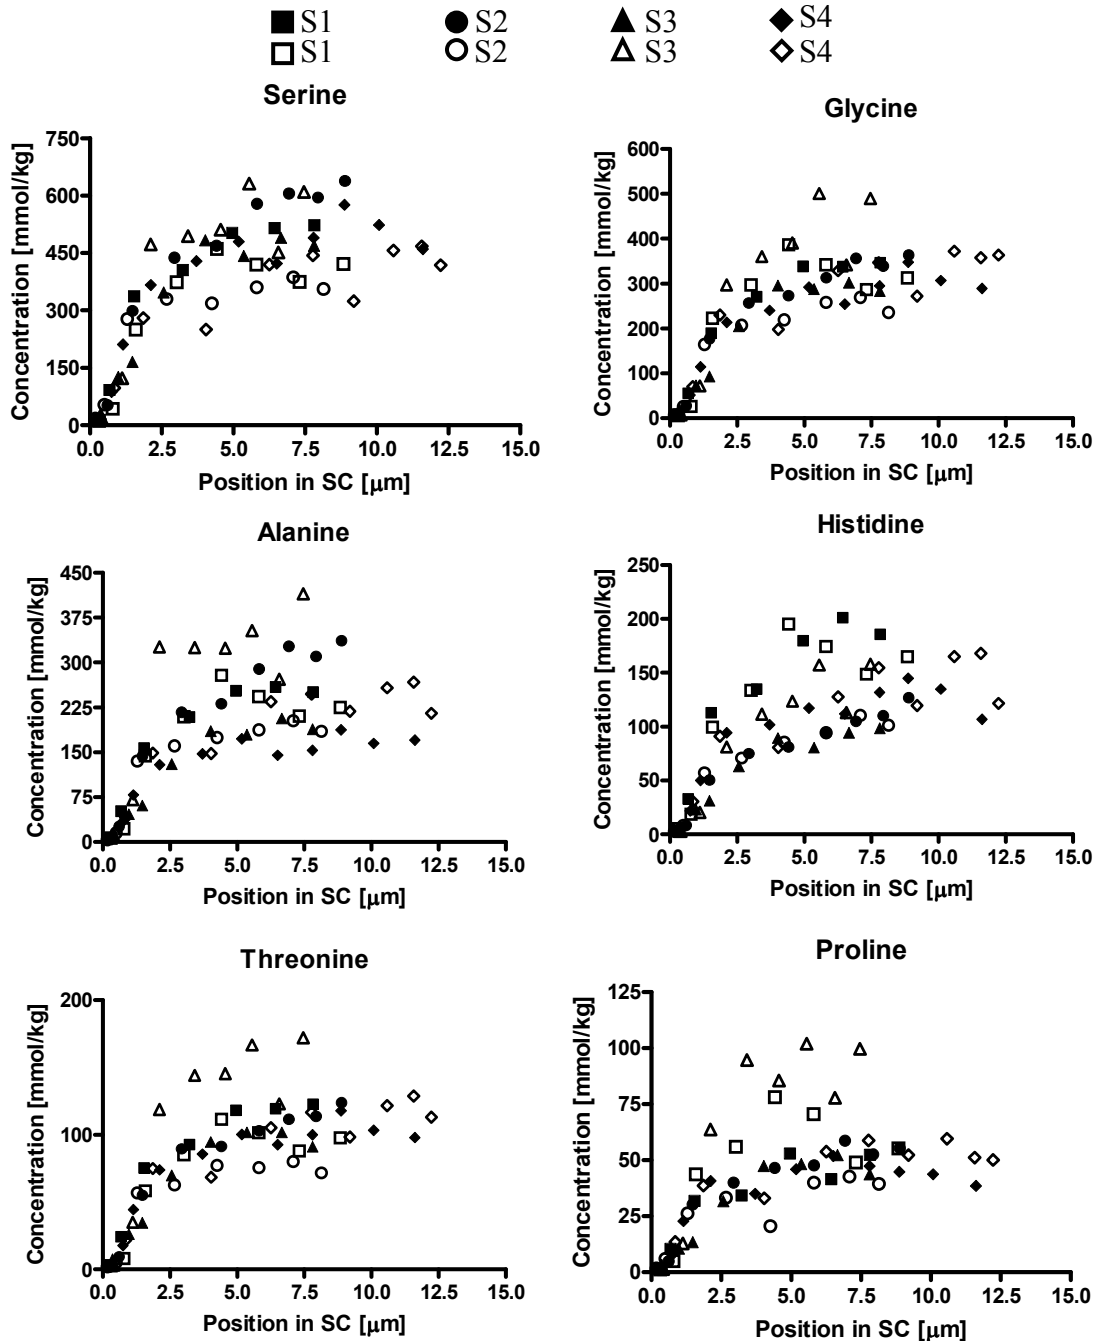 S1 S2 S3 S4
S1 S2 S3 S4
Serine
Concentration [mmol/kg]
750
600
450
300
150
0
0.0 2.5 5.0 7.5 10.0 12.5 15.0
Position in SC [μm]
Glycine
Concentration [mmol/kg]
600
500
400
300
200
100
0
0.0 2.5 5.0 7.5 10.0 12.5 15.0
Position in SC [μm]
Alanine
Concentration [mmol/kg]
450
375
300
225
150
75
0
0.0 2.5 5.0 7.5 10.0 12.5 15.0
Position in SC [μm]
Histidine
Concentration [mmol/kg]
250
200
150
100
50
0
0.0 2.5 5.0 7.5 10.0 12.5 15.0
Position in SC [μm]
Threonine
Concentration [mmol/kg]
200
100
0
0.0 2.5 5.0 7.5 10.0 12.5 15.0
Position in SC [μm]
Proline
Concentration [mmol/kg]
125
100
75
50
25
0
0.0 2.5 5.0 7.5 10.0 12.5 15.0
Position in SC [μm]